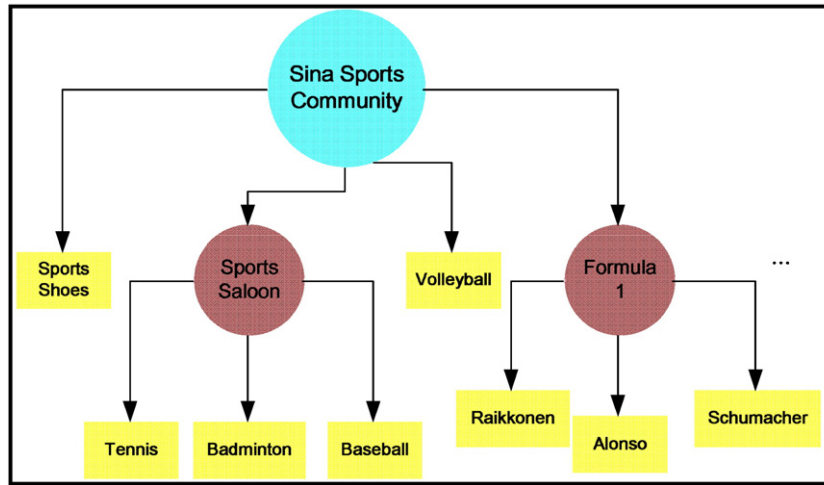 Sina Sports
Community
Sports
Shoes
Sports
Saloon
Volleyball
Formula
1
...
Tennis
Badminton
Baseball
Raikkonen
Alonso
Schumacher